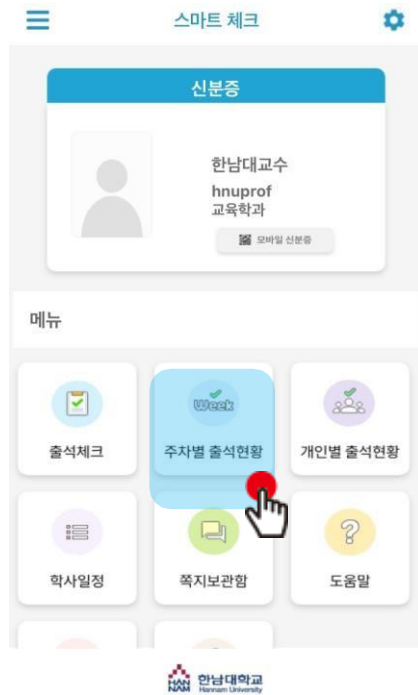 스마트 체크
신분증
한남대교수
hnuprof
교육학과
모바일 신분증
메뉴
Week
출석체크
주차별 출석현황
개인별 출석현황
학사일정
쪽지보관함
도움말
HAN
NAM
한남대학교
Hannam University